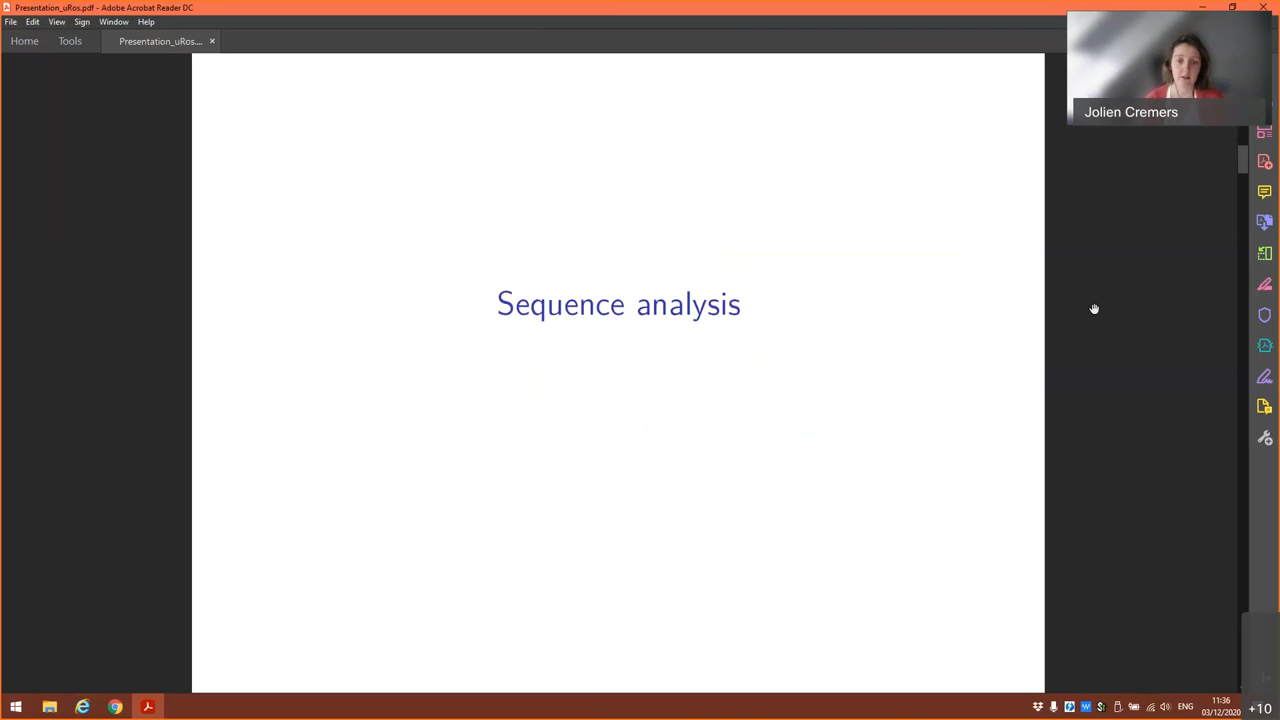 Presentation_uRos.pdf - Adobe Acrobat Reader DC
File Edit View Sign Window Help
Home Tools Presentation_uRos....
Jolien Cremers
Sequence analysis
ENG
11:36
03/12/2020
+10